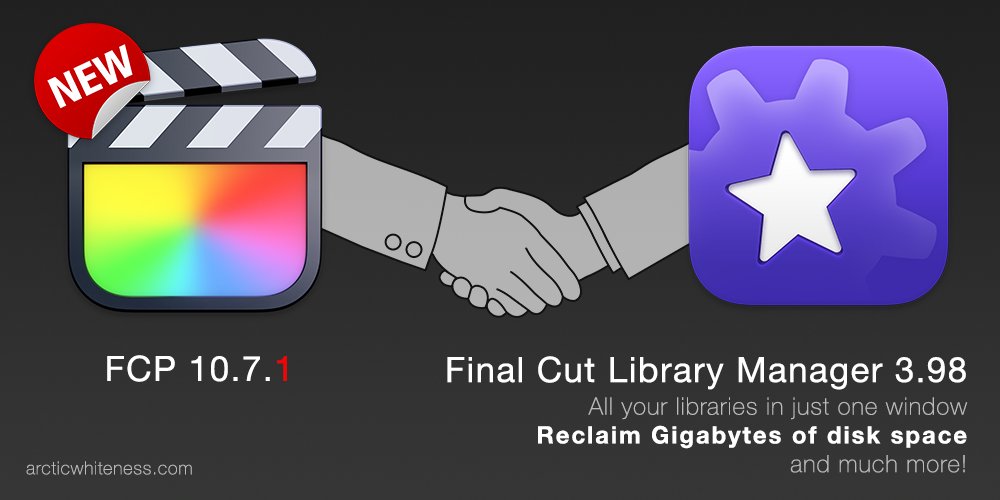 NEW
FCP 10.7.1
Final Cut Library Manager 3.98
All your libraries in just one window
Reclaim Gigabytes of disk space
and much more!
arcticwhiteness.com